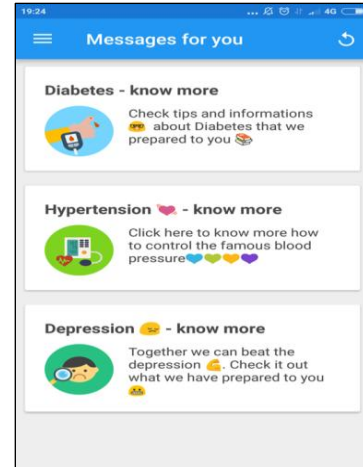 19:24 ... 4G
Messages for you
Diabetes - know more
Check tips and informations
🤓 about Diabetes that we
prepared to you 📚
Hypertension 💘 - know more
Click here to know more how
to control the famous blood
pressure💙💚💛💜
Depression 😞 - know more
Together we can beat the
depression 💪. Check it out
what we have prepared to you
😬